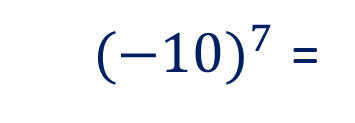 (−10)⁷ =